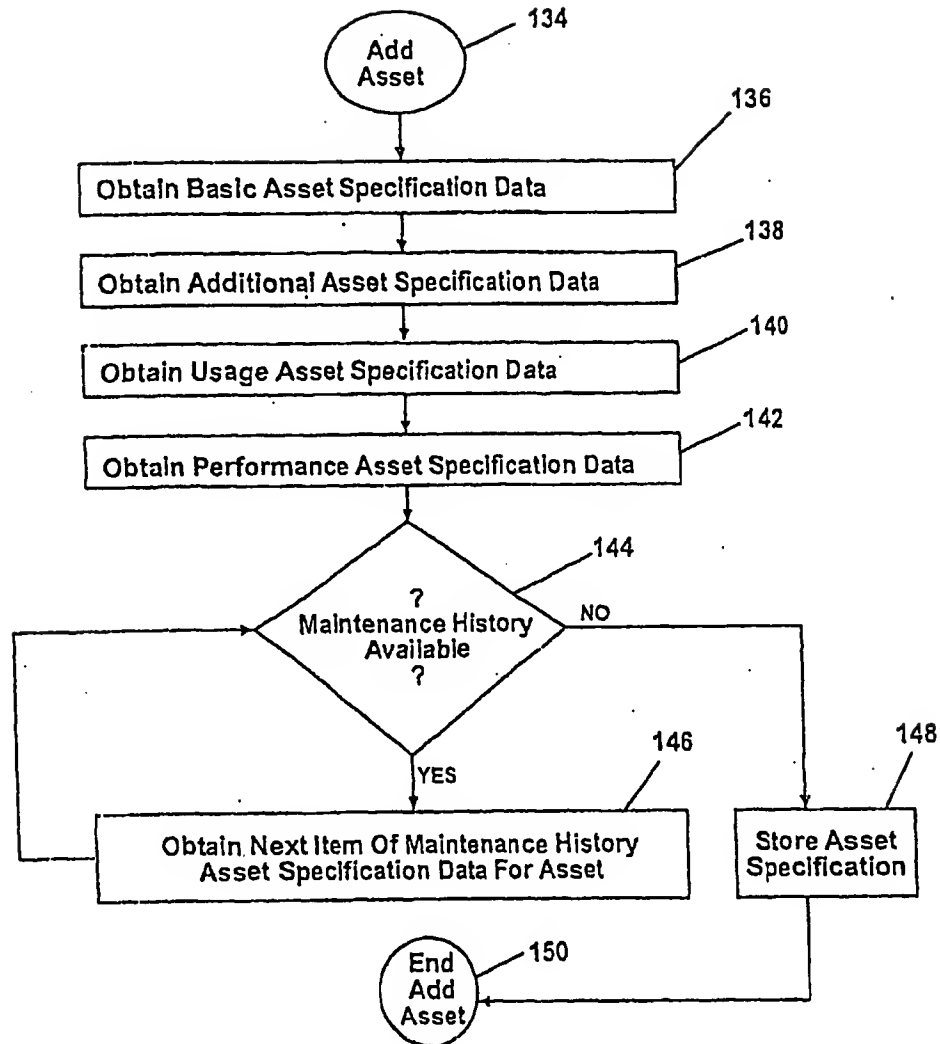 134
Add
Asset
136
Obtain Basic Asset Specification Data
138
Obtain Additional Asset Specification Data
140
Obtain Usage Asset Specification Data
142
Obtain Performance Asset Specification Data
144
?
Maintenance History
Available
?
NO
YES
146
148
Obtain Next Item Of Maintenance History
Asset Specification Data For Asset
Store Asset
Specification
150
End
Add
Asset